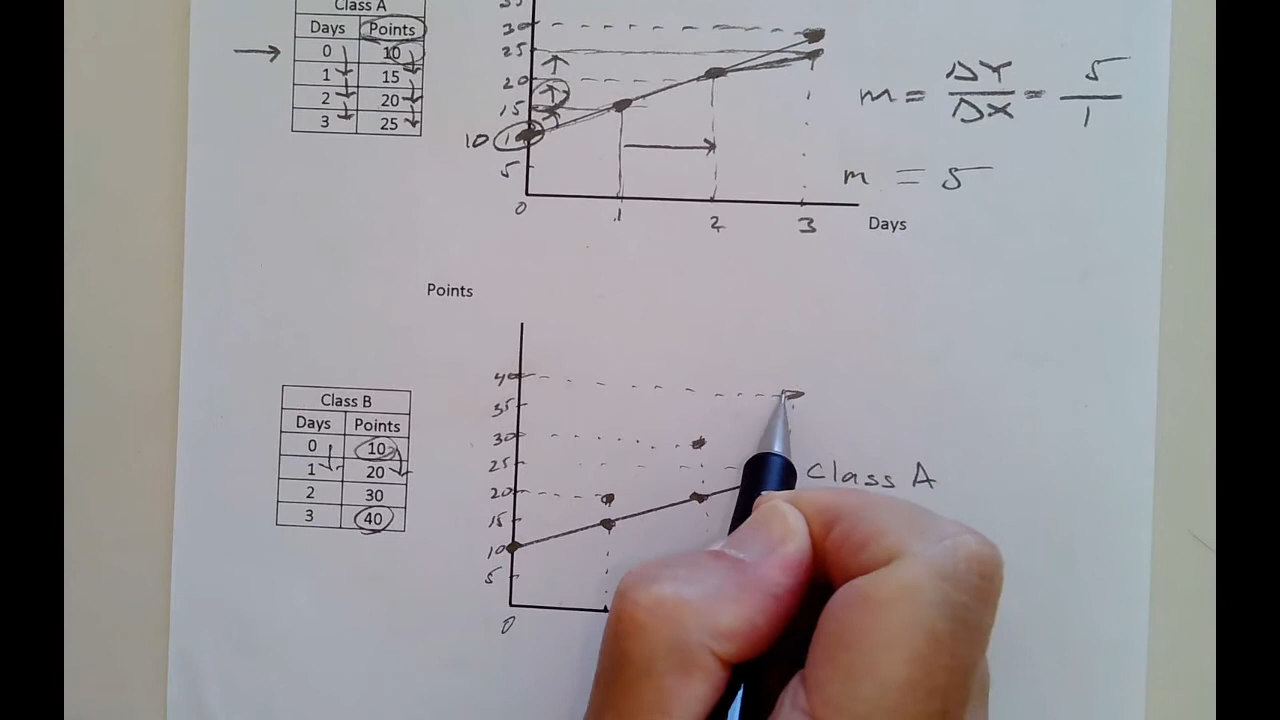 Class A
Days Points
0 10
1 15
2 20
3 25
35
30
25
20
15
10
5
0 1 2 3 Days
m = ΔY/ΔX = 5/1
m = 5
Points
Class B
Days Points
0 10
1 20
2 30
3 40
40
35
30
25
20
15
10
5
0
Class A